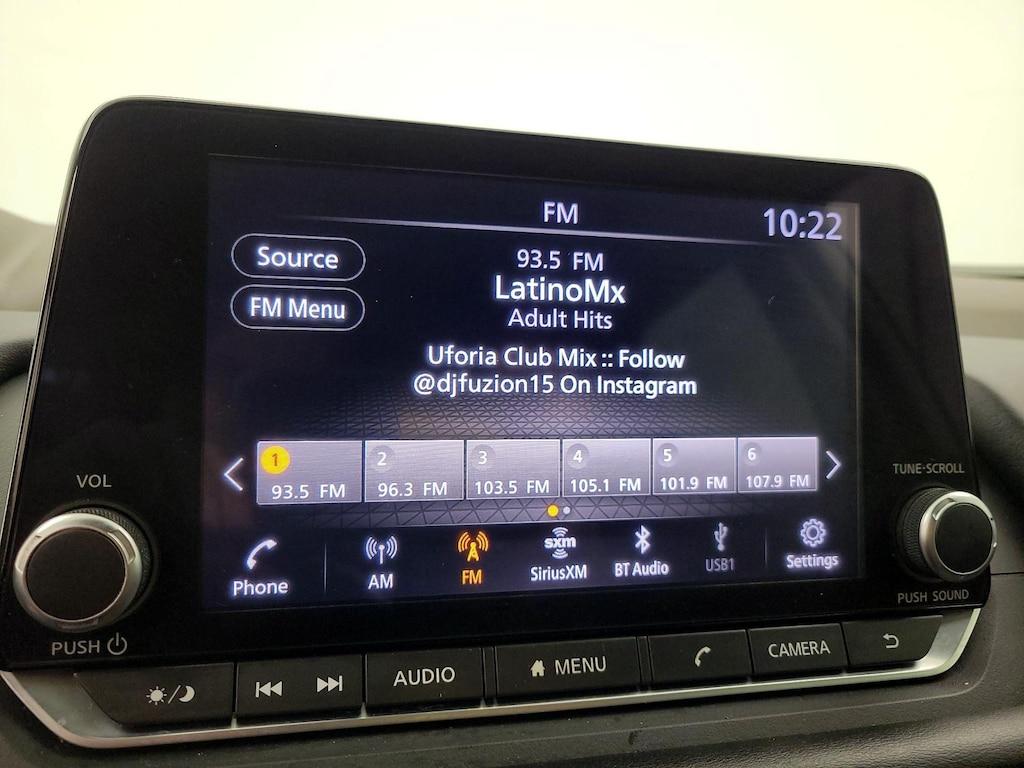 FM
10:22
Source
FM Menu
93.5 FM
LatinoMx
Adult Hits
Uforia Club Mix :: Follow
@djfuzion15 On Instagram
1 2 3 4 5 6
93.5 FM 96.3 FM 103.5 FM 105.1 FM 101.9 FM 107.9 FM
sxm
Phone AM FM SiriusXM BT Audio USB1 Settings
VOL
PUSH
TUNE·SCROLL
PUSH SOUND
AUDIO MENU CAMERA